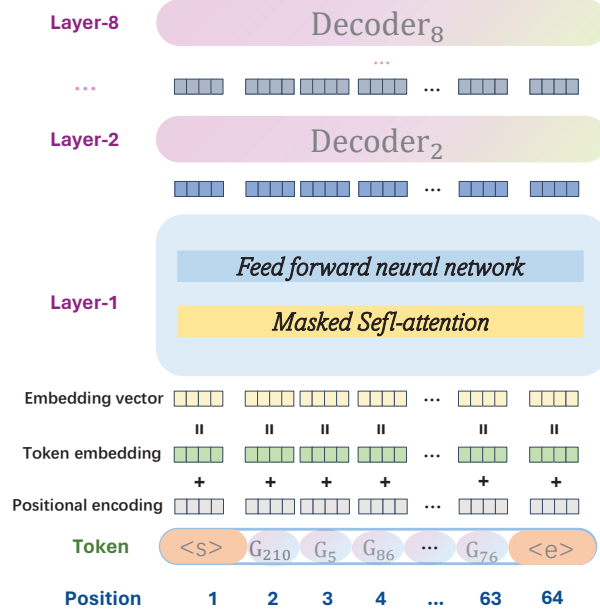 Layer-8 Decoder₈
... ...
...
Layer-2 Decoder₂
...
Feed forward neural network
Layer-1
Masked Sefl-attention
Embedding vector ...
= = = = = =
Token embedding ...
+ + + + + +
Positional encoding ...
Token <s> G₂₁₀ G₅ G₈₆ ... G₇₆ <e>
Position 1 2 3 4 ... 63 64